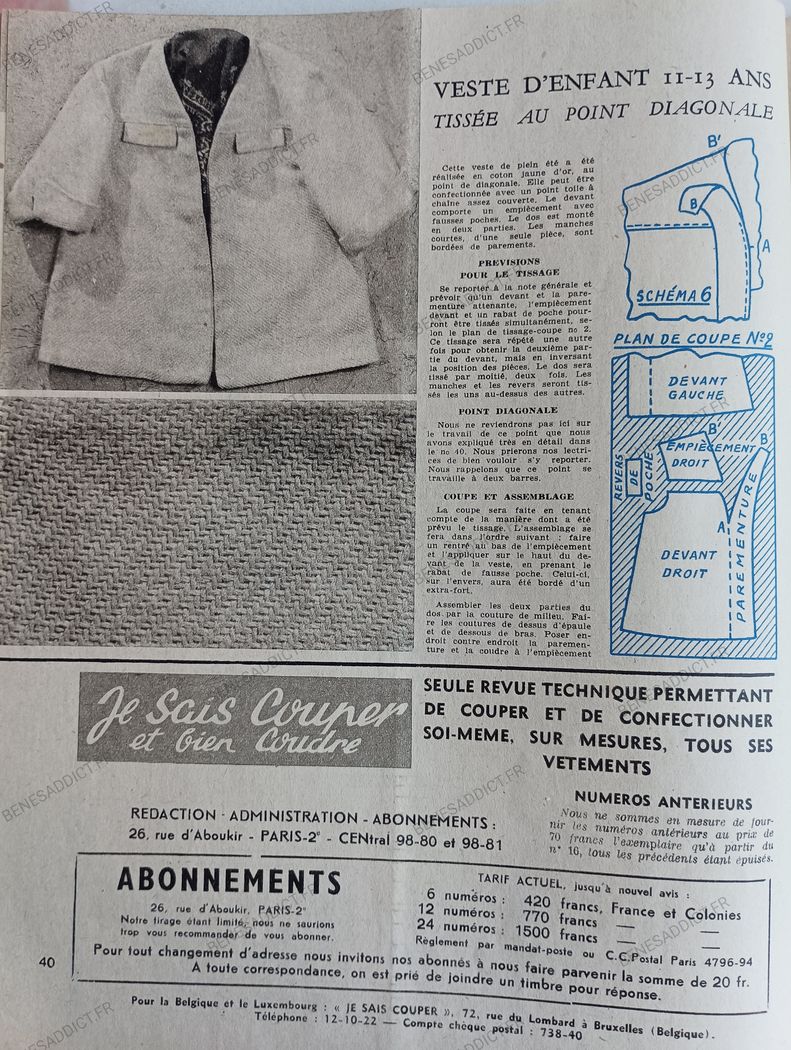 VESTE D'ENFANT 11-13 ANS
TISSÉE AU POINT DIAGONALE
Cette veste de plein été a été
réalisée en coton jaune d'or, au
point de diagonale. Elle peut être
confectionnée avec un point toile à
chaîne assez couverte. Le devant
comporte un empiècement avec
fausses poches. Le dos est monté
en deux parties. Les manches
courtes, d'une seule pièce, sont
bordées de parements.
PREVISIONS
POUR LE TISSAGE
Se reporter à la note générale et
prévoir qu'un devant et la pare-
menture attenante, l'empiècement
devant et un rabat de poche pour-
ront être tissés simultanément, se-
lon le plan de tissage-coupe no 2.
Ce tissage sera répété une autre
fois pour obtenir la deuxième par-
tie du devant, mais en inversant
la position des pièces. Le dos sera
tissé par moitié, deux fois. Les
manches et les revers seront tis-
sés les uns au-dessus des autres.
POINT DIAGONALE
Nous ne reviendrons pas ici sur
le travail de ce point que nous
avons expliqué très en détail dans
le no 40. Nous prierons nos lectri-
ces de bien vouloir s'y reporter.
Nous rappelons que ce point se
travaille à deux barres.
COUPE ET ASSEMBLAGE
La coupe sera faite en tenant
compte de la manière dont a été
prévu le tissage. L'assemblage se
fera dans l'ordre suivant : faire
un rentré au bas de l'empiècement
et l'appliquer sur le haut du de-
vant de la veste, en prenant le
rabat de fausse poche. Celui-ci,
sur l'envers, aura été bordé d'un
extra-fort.
Assembler les deux parties du
dos par la couture de milieu. Fai-
re les coutures de dessus d'épaule
et de dessous de bras. Poser en-
droit contre endroit la paremen-
ture et la coudre à l'empiècement
B'
B
A
SCHÉMA 6
PLAN DE COUPE Nº2
DEVANT
GAUCHE
B'
EMPIÈCEMENT
DROIT
B
REVERS
DE
POCHE
A
DEVANT
DROIT
PAREMENTURE
Je Sais Couper
et bien Coudre
SEULE REVUE TECHNIQUE PERMETTANT
DE COUPER ET DE CONFECTIONNER
SOI-MEME, SUR MESURES, TOUS SES
VETEMENTS
REDACTION - ADMINISTRATION - ABONNEMENTS :
26, rue d'Aboukir - PARIS-2e - CENtral 98-80 et 98-81
NUMEROS ANTERIEURS
Nous ne sommes en mesure de four-
nir les numéros antérieurs au prix de
70 francs l'exemplaire qu'à partir du
n° 16, tous les précédents étant épuisés.
ABONNEMENTS
26, rue d'Aboukir, PARIS-2e
Notre tirage étant limité, nous ne saurions
trop vous recommander de vous abonner.
TARIF ACTUEL, jusqu'à nouvel avis :
6 numéros : 420 francs, France et Colonies
12 numéros : 770 francs — —
24 numéros : 1500 francs — —
Règlement par mandat-poste ou C.C.Postal Paris 4796-94
Pour tout changement d'adresse nous invitons nos abonnés à nous faire parvenir la somme de 20 fr.
A toute correspondance, on est prié de joindre un timbre pour réponse.
40
Pour la Belgique et le Luxembourg : « JE SAIS COUPER », 72, rue du Lombard à Bruxelles (Belgique).
Téléphone : 12-10-22 — Compte chèque postal : 738-40
BENESADDICT.FR